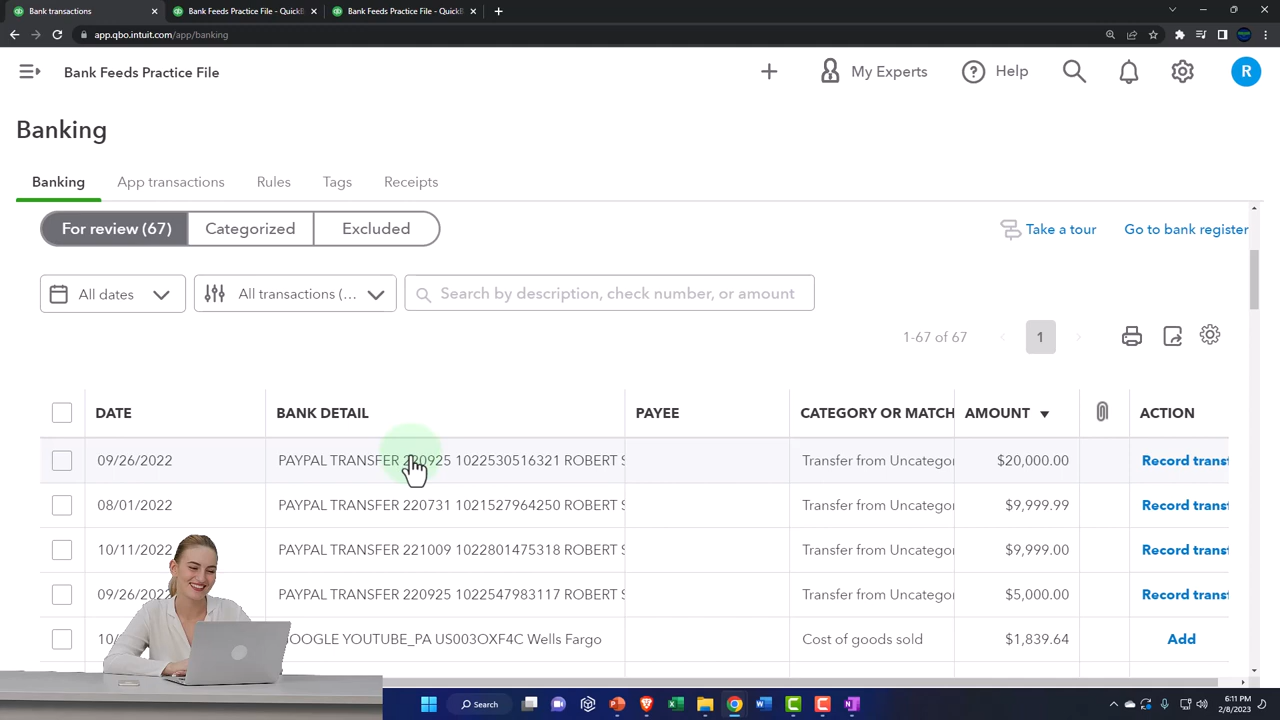 Bank transactions
Bank Feeds Practice File - QuickB
Bank Feeds Practice File - QuickB
app.qbo.intuit.com/app/banking
Bank Feeds Practice File
My Experts
Help
R
Banking
Banking
App transactions
Rules
Tags
Receipts
For review (67)
Categorized
Excluded
Take a tour
Go to bank register
All dates
All transactions (...
Search by description, check number, or amount
1-67 of 67
1
DATE
BANK DETAIL
PAYEE
CATEGORY OR MATCH
AMOUNT
ACTION
09/26/2022 PAYPAL TRANSFER 220925 1022530516321 ROBERT S Transfer from Uncategor $20,000.00 Record transf
08/01/2022 PAYPAL TRANSFER 220731 1021527964250 ROBERT S Transfer from Uncategor $9,999.99 Record transf
10/11/2022 PAYPAL TRANSFER 221009 1022801475318 ROBERT S Transfer from Uncategor $9,999.00 Record transf
09/26/2022 PAYPAL TRANSFER 220925 1022547983117 ROBERT S Transfer from Uncategor $5,000.00 Record transf
10/ OOGLE YOUTUBE_PA US003OXF4C Wells Fargo Cost of goods sold $1,839.64 Add
Search
6:11 PM
2/8/2023